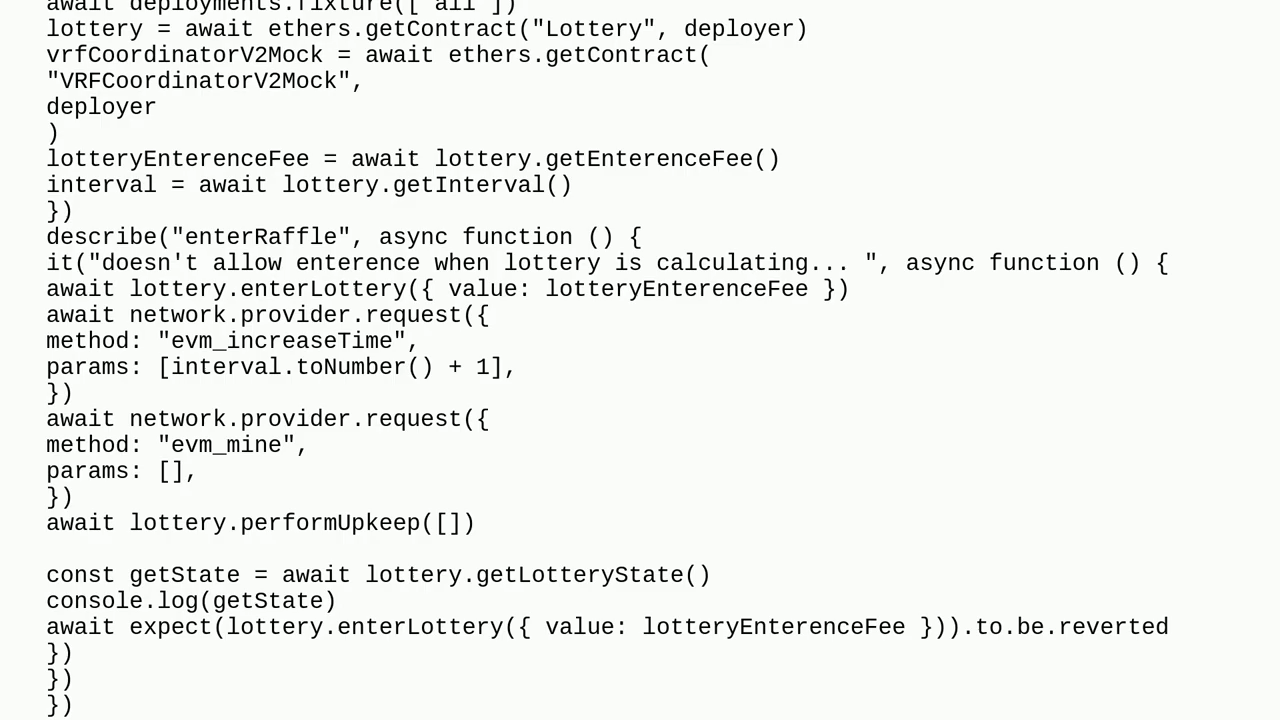 await deployments.fixture(["all"])
lottery = await ethers.getContract("Lottery", deployer)
vrfCoordinatorV2Mock = await ethers.getContract(
"VRFCoordinatorV2Mock",
deployer
)
lotteryEnterenceFee = await lottery.getEnterenceFee()
interval = await lottery.getInterval()
})
describe("enterRaffle", async function () {
it("doesn't allow enterence when lottery is calculating... ", async function () {
await lottery.enterLottery({ value: lotteryEnterenceFee })
await network.provider.request({
method: "evm_increaseTime",
params: [interval.toNumber() + 1],
})
await network.provider.request({
method: "evm_mine",
params: [],
})
await lottery.performUpkeep([])

const getState = await lottery.getLotteryState()
console.log(getState)
await expect(lottery.enterLottery({ value: lotteryEnterenceFee })).to.be.reverted
})
})
})